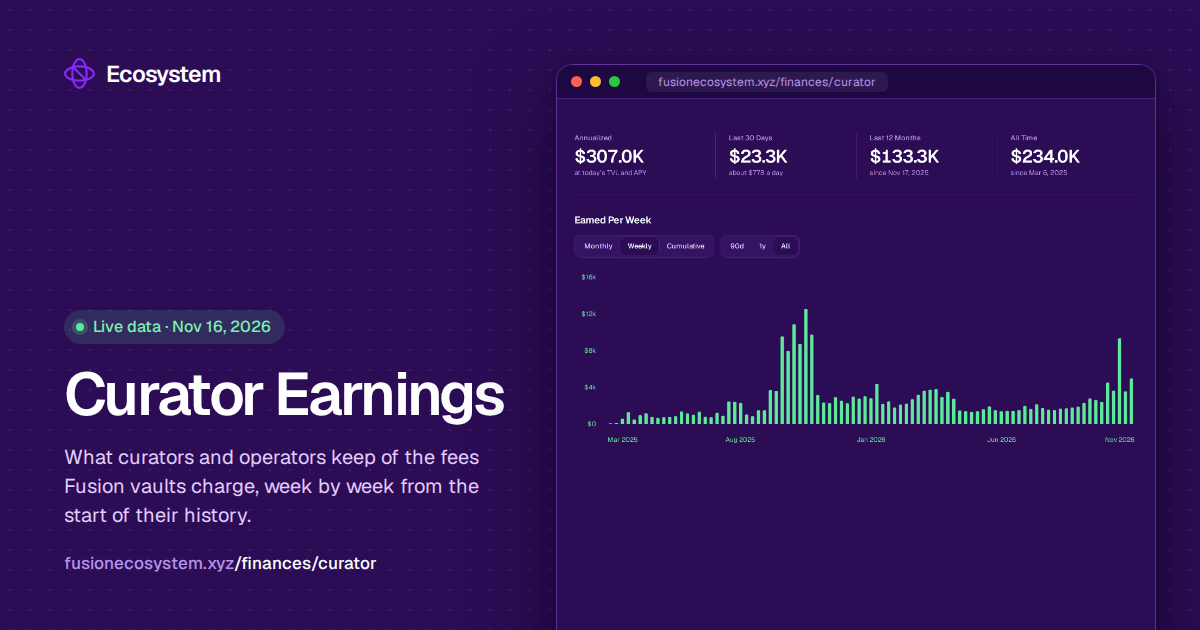 Ecosystem
Live data · Nov 16, 2026
Curator Earnings
What curators and operators keep of the fees
Fusion vaults charge, week by week from the
start of their history.
fusionecosystem.xyz/finances/curator
fusionecosystem.xyz/finances/curator
Annualized
$307.0K
at today's TVL and APY
Last 30 Days
$23.3K
about $778 a day
Last 12 Months
$133.3K
since Nov 17, 2025
All Time
$234.0K
since Mar 6, 2025
Earned Per Week
Monthly Weekly Cumulative 90d 1y All
$16k
$12k
$8k
$4k
$0
Mar 2025 Aug 2025 Jan 2026 Jun 2026 Nov 2026